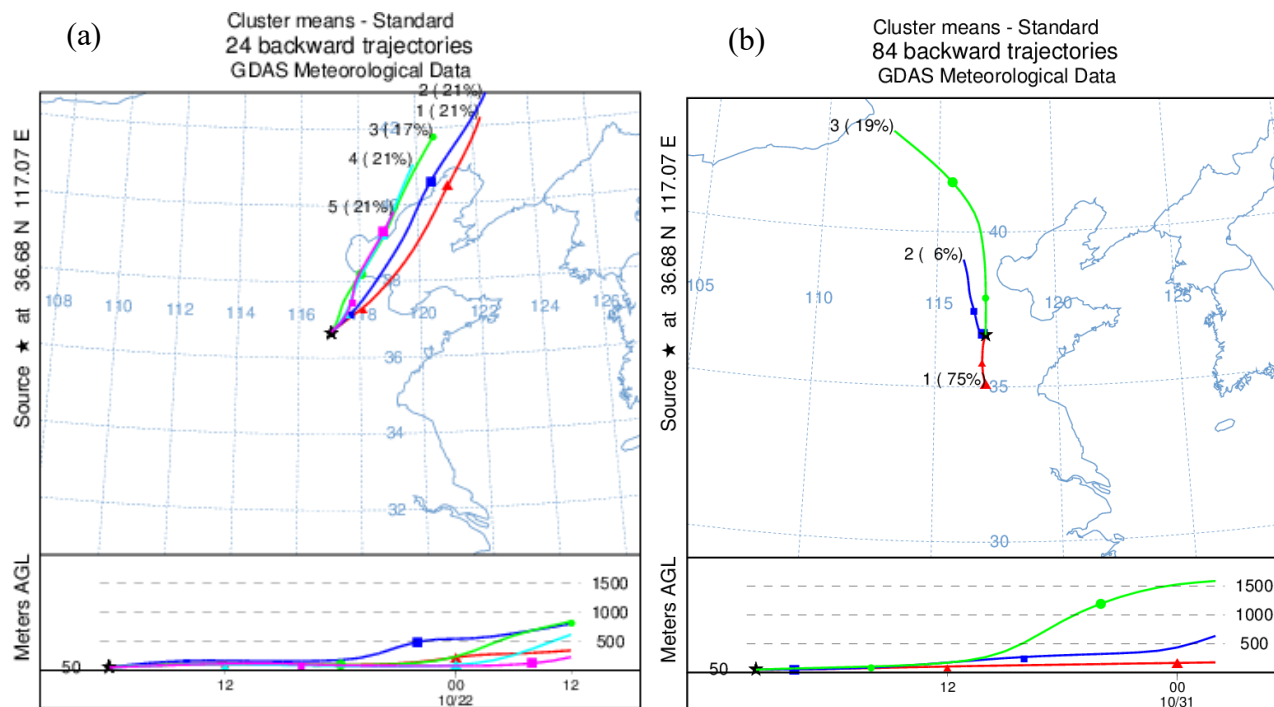 (a)
Cluster means - Standard
24 backward trajectories
GDAS Meteorological Data
Source ★ at 36.68 N 117.07 E
2 ( 21%)
1 ( 21%)
3 ( 17%)
4 ( 21%)
5 ( 21%)
40
38
108
110
112
114
116
118
120
122
124
126
36
34
32
Meters AGL
1500
1000
500
50
12
00
12
10/22
(b)
Cluster means - Standard
84 backward trajectories
GDAS Meteorological Data
Source ★ at 36.68 N 117.07 E
3 ( 19%)
2 ( 6%)
1 ( 75%)
40
105
110
115
120
125
35
30
Meters AGL
1500
1000
500
50
12
00
10/31